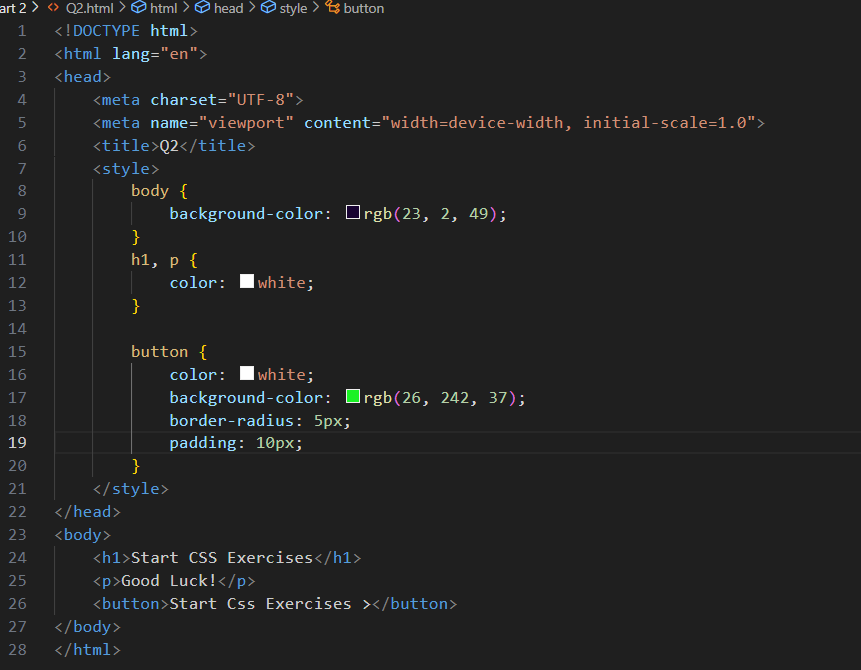 art 2 > Q2.html > html > head > style > button
1 <!DOCTYPE html>
2 <html lang="en">
3 <head>
4     <meta charset="UTF-8">
5     <meta name="viewport" content="width=device-width, initial-scale=1.0">
6     <title>Q2</title>
7     <style>
8         body {
9             background-color: rgb(23, 2, 49);
10         }
11         h1, p {
12             color: white;
13         }
14
15         button {
16             color: white;
17             background-color: rgb(26, 242, 37);
18             border-radius: 5px;
19             padding: 10px;
20         }
21     </style>
22 </head>
23 <body>
24     <h1>Start CSS Exercises</h1>
25     <p>Good Luck!</p>
26     <button>Start Css Exercises ></button>
27 </body>
28 </html>